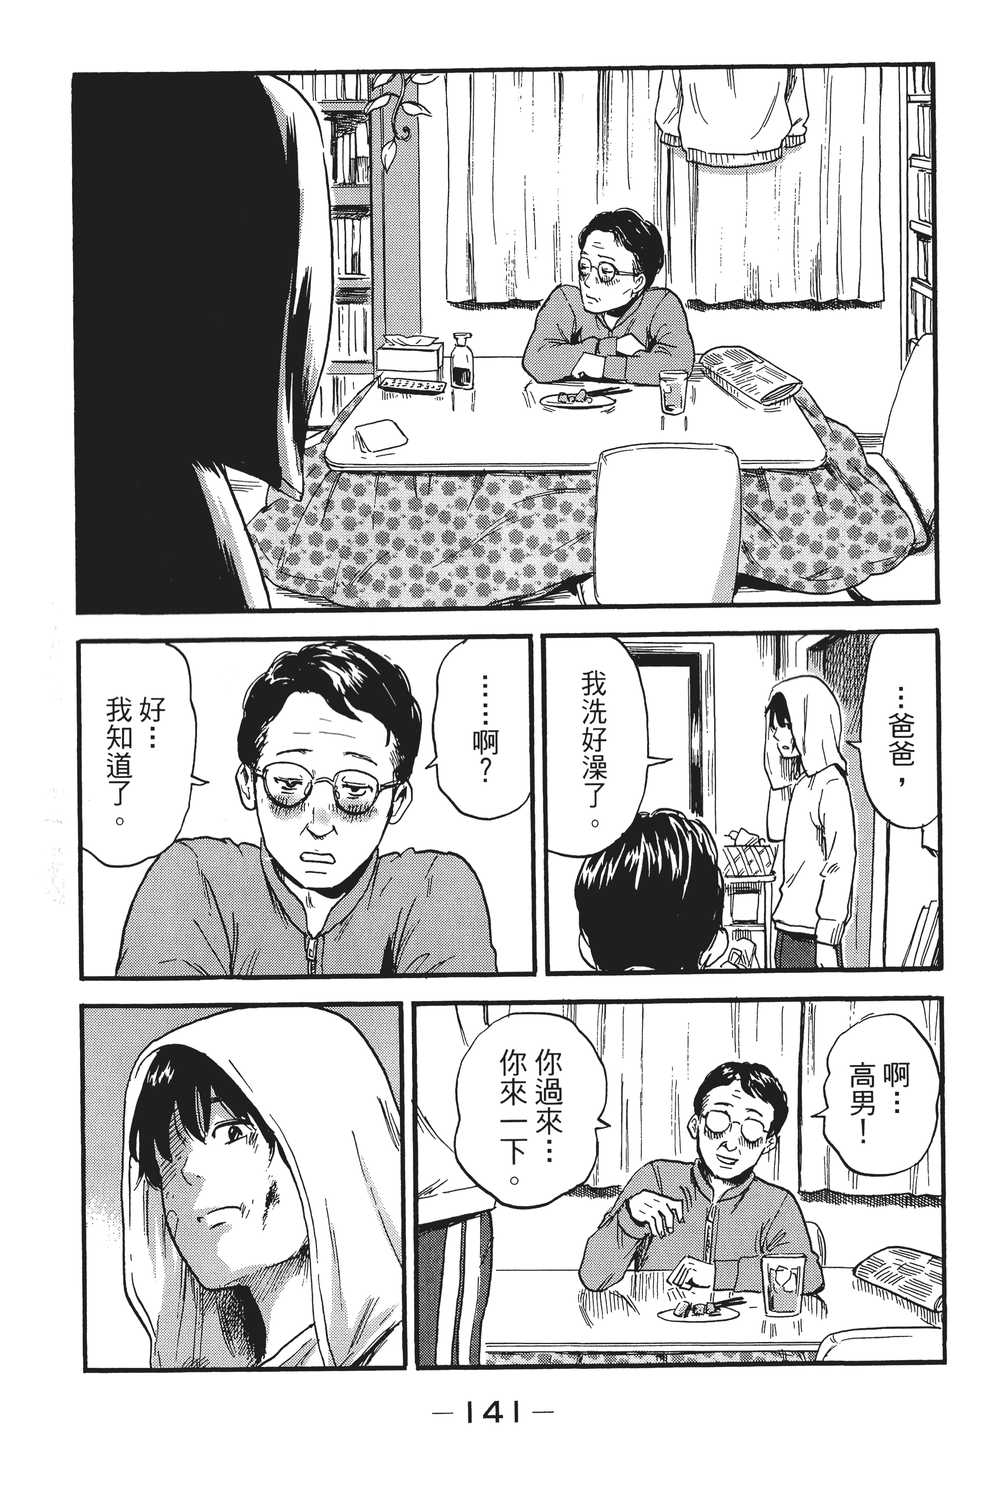 …爸爸，
我洗好澡了。
……啊？
好…
我知道了。
啊…
高男！
你過來…
你來一下。
— 141 —